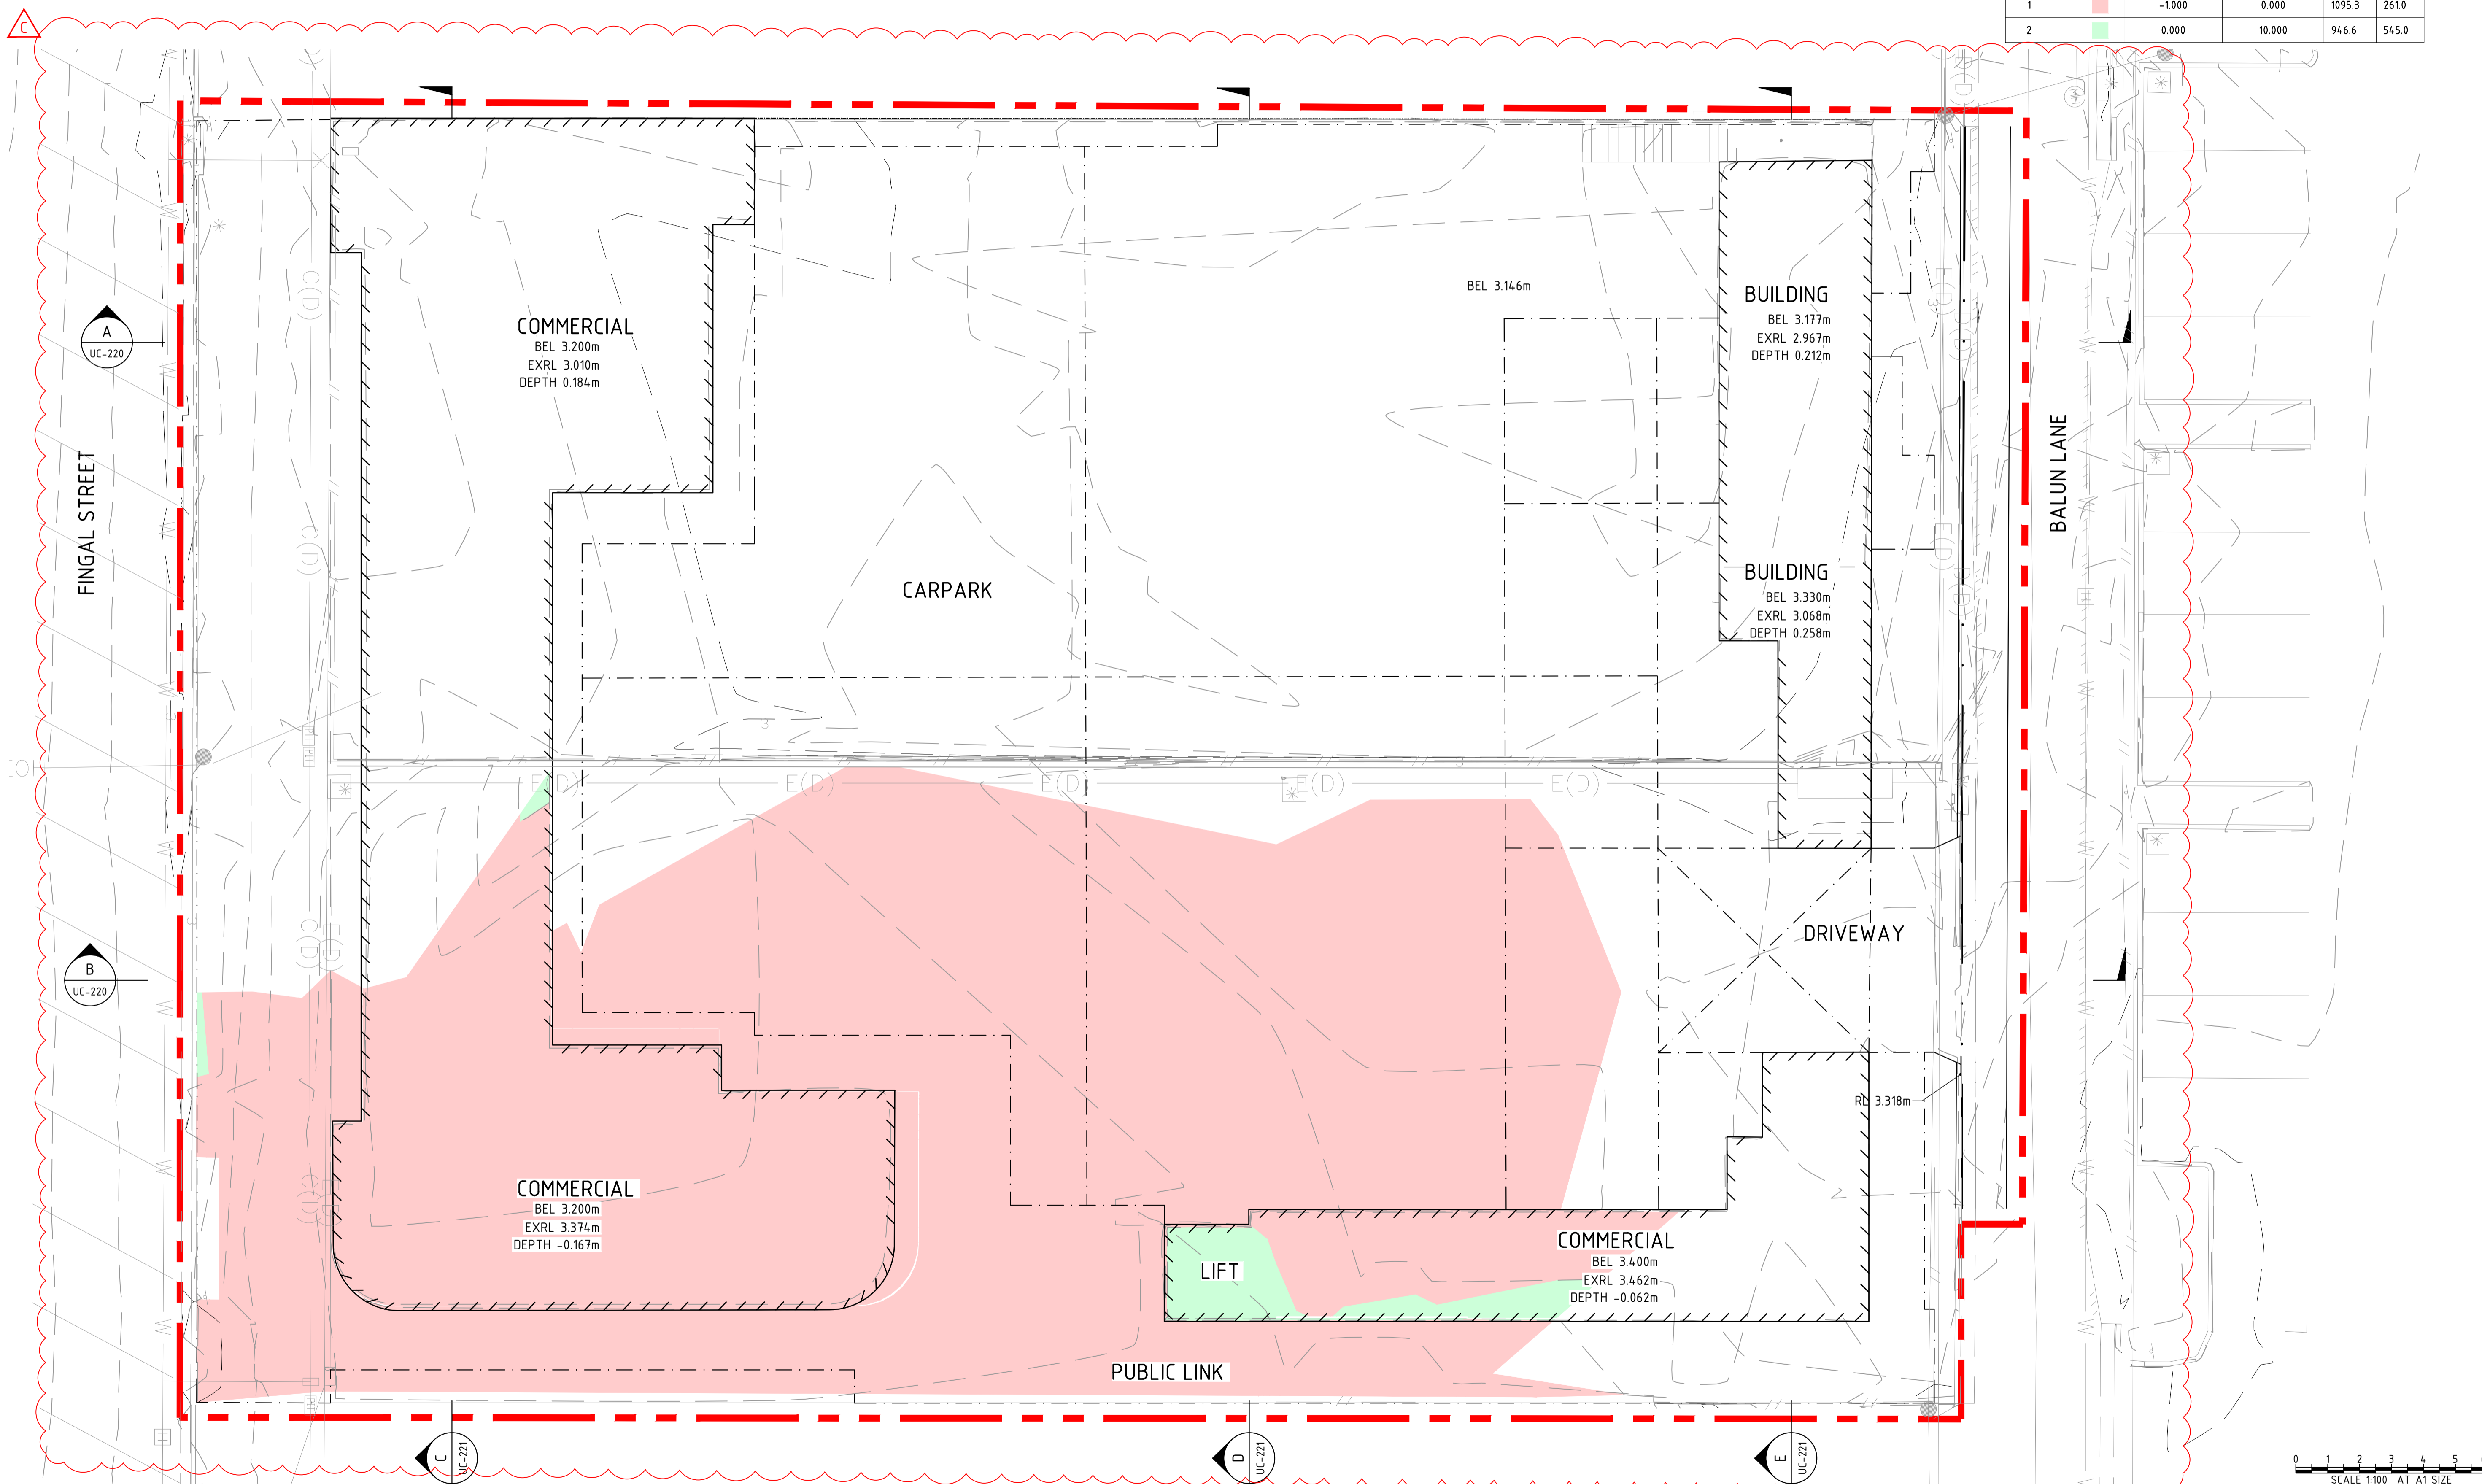 1 -1.000 0.000 1095.3 261.0
2 0.000 10.000 946.6 545.0
C
A
UC-220
FINGAL STREET
B
UC-220
COMMERCIAL
BEL 3.200m
EXRL 3.010m
DEPTH 0.184m
BEL 3.146m
BUILDING
BEL 3.177m
EXRL 2.967m
DEPTH 0.212m
BALUN LANE
CARPARK
BUILDING
BEL 3.330m
EXRL 3.068m
DEPTH 0.258m
C(D)
C(D)
C(D)
C(D)
E(D)
E(D)
E(D)
E(D)
E(D)
E(D)
DRIVEWAY
RL 3.318m
COMMERCIAL
BEL 3.200m
EXRL 3.374m
DEPTH -0.167m
LIFT
COMMERCIAL
BEL 3.400m
EXRL 3.462m
DEPTH -0.062m
PUBLIC LINK
C
UC-221
D
UC-221
E
UC-221
0 1 2 3 4 5
SCALE 1:100 AT A1 SIZE